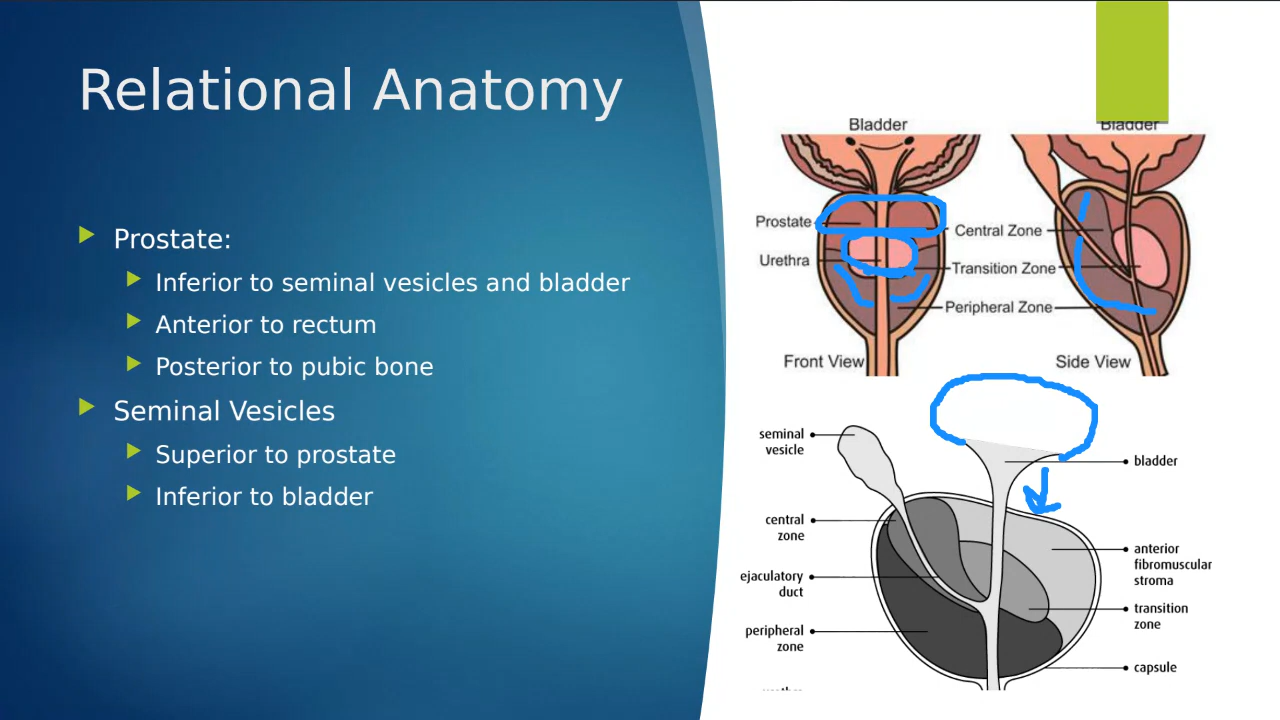 Relational Anatomy
Prostate:
Inferior to seminal vesicles and bladder
Anterior to rectum
Posterior to pubic bone
Seminal Vesicles
Superior to prostate
Inferior to bladder
Bladder
Bladder
Prostate
Central Zone
Urethra
Transition Zone
Peripheral Zone
Front View
Side View
seminal
vesicle
bladder
central
zone
anterior
fibromuscular
stroma
ejaculatory
duct
transition
zone
peripheral
zone
capsule